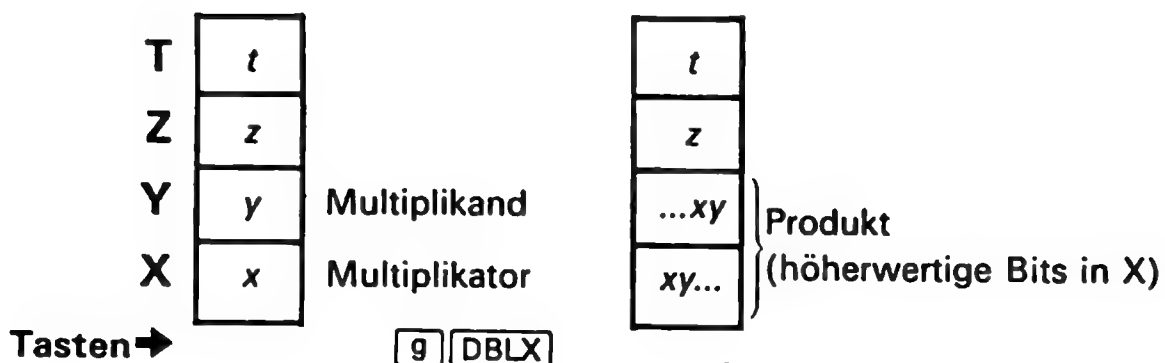 T t t
Z z z
Y y Multiplikand ...xy Produkt
X x Multiplikator xy... (höherwertige Bits in X)
Tasten➔ g DBLX